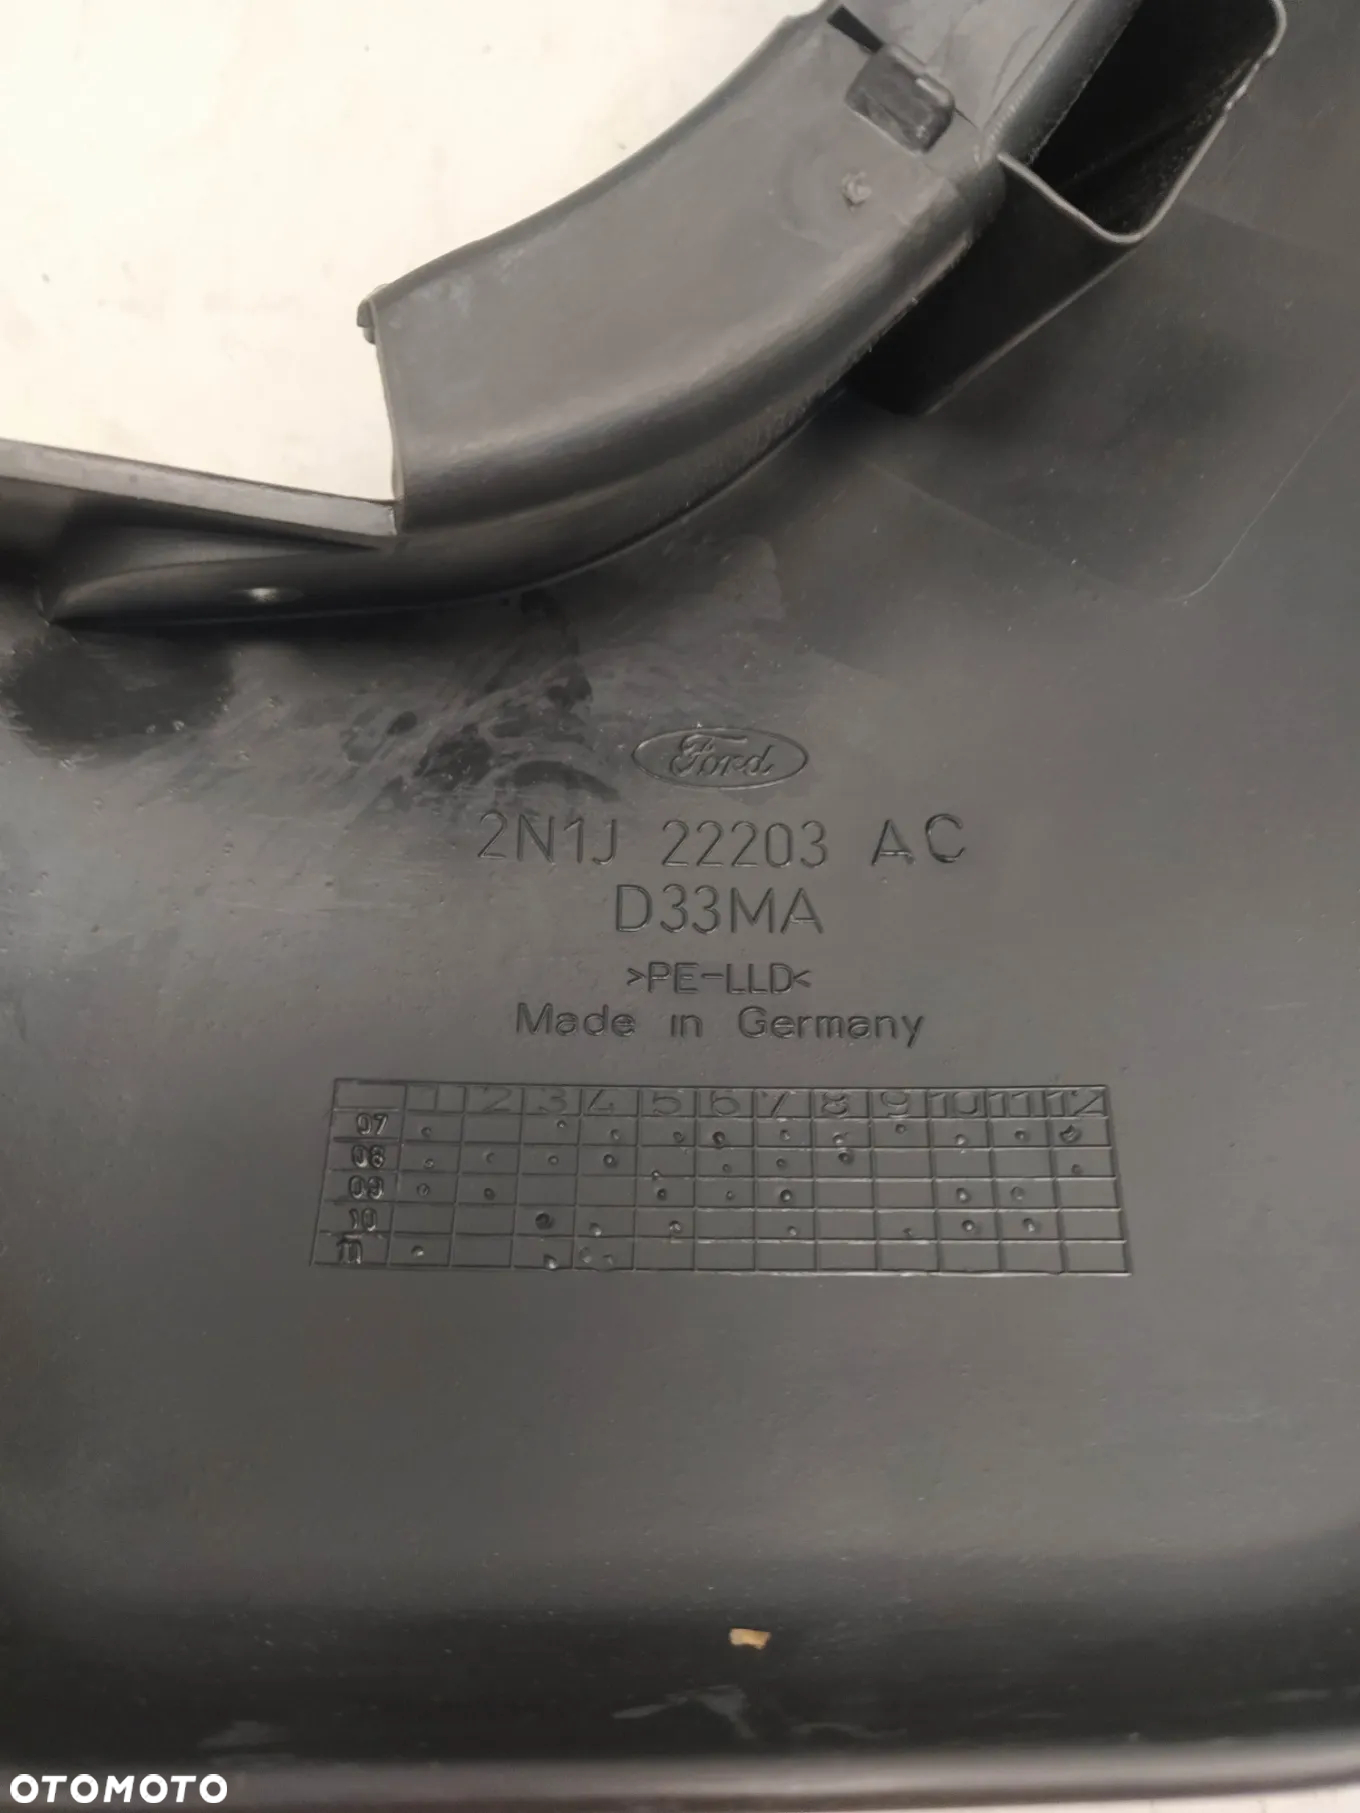 Ford
2N1J 22203 AC
D33MA
>PE-LLD<
Made in Germany
1 2 3 4 5 6 7 8 9 10 11 12
07
08
09
10
11
OTOMOTO